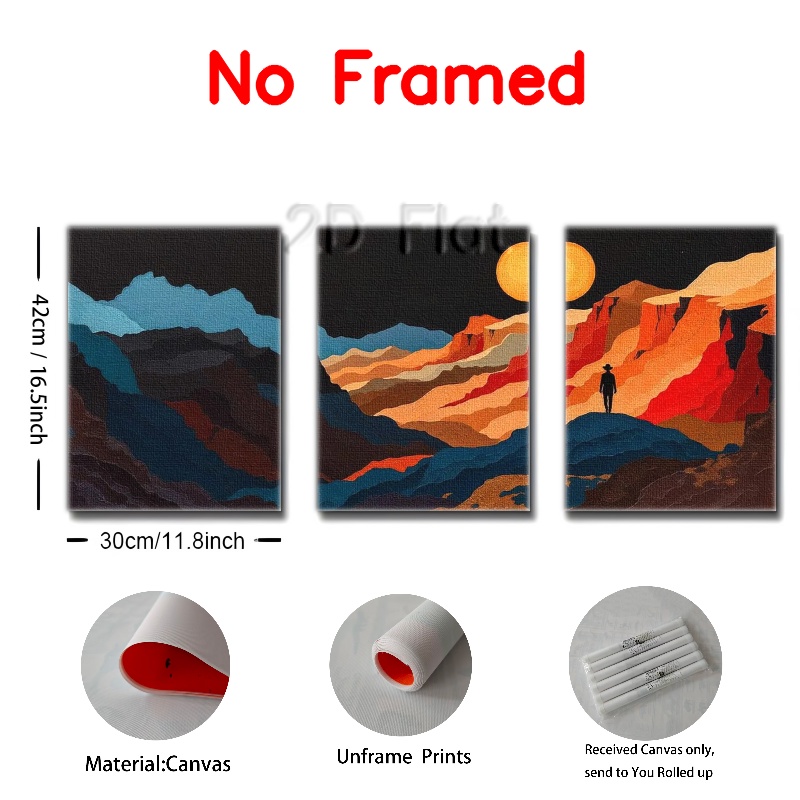 No Framed
2D Flat
42cm / 16.5inch
30cm/11.8inch
Material:Canvas
Unframe Prints
Received Canvas only,
send to You Rolled up